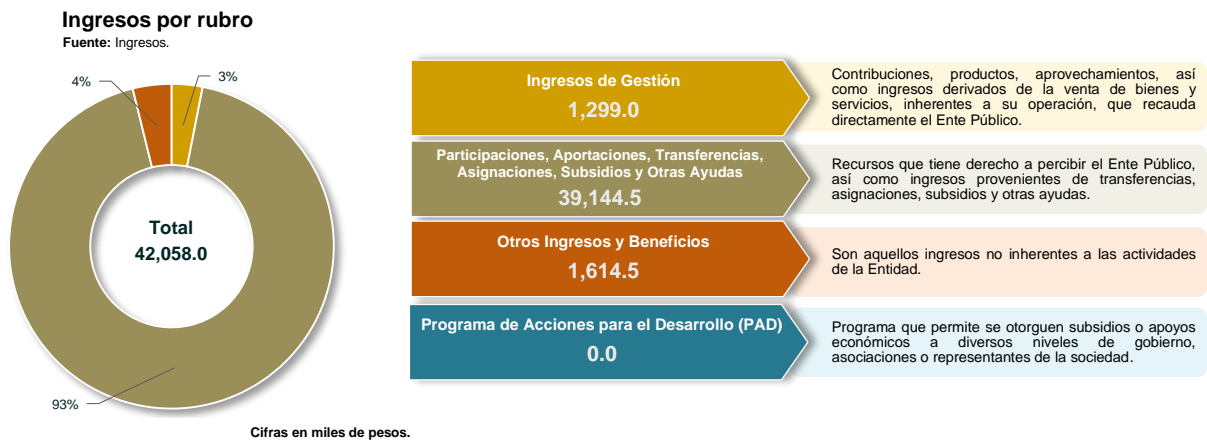 Ingresos por rubro
Fuente: Ingresos.
4%
3%
93%
Total
42,058.0
Ingresos de Gestión
1,299.0
Contribuciones, productos, aprovechamientos, así
como ingresos derivados de la venta de bienes y
servicios, inherentes a su operación, que recauda
directamente el Ente Público.
Participaciones, Aportaciones, Transferencias,
Asignaciones, Subsidios y Otras Ayudas
39,144.5
Recursos que tiene derecho a percibir el Ente Público,
así como ingresos provenientes de transferencias,
asignaciones, subsidios y otras ayudas.
Otros Ingresos y Beneficios
1,614.5
Son aquellos ingresos no inherentes a las actividades
de la Entidad.
Programa de Acciones para el Desarrollo (PAD)
0.0
Programa que permite se otorguen subsidios o apoyos
económicos a diversos niveles de gobierno,
asociaciones o representantes de la sociedad.
Cifras en miles de pesos.